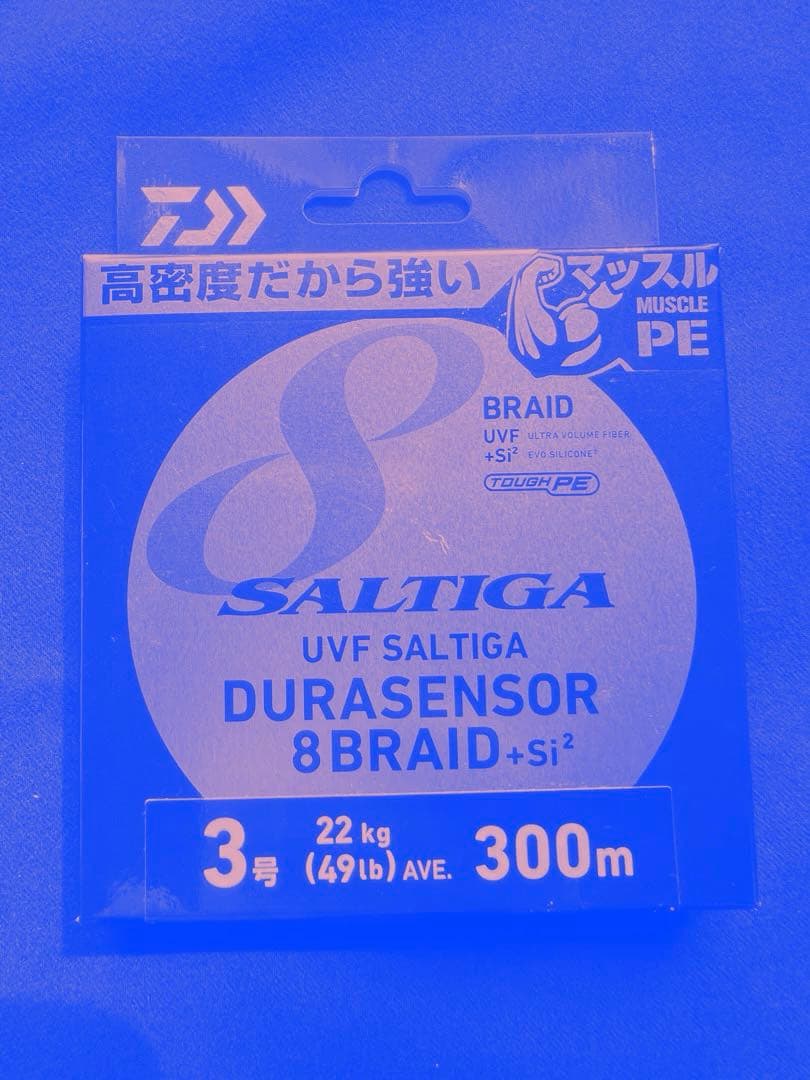 高密度だから強い
マッスル
MUSCLE
PE
8
BRAID
UVF ULTRA VOLUME FIBER
+Si² EVO SILICONE²
TOUGH PE
SALTIGA
UVF SALTIGA
DURASENSOR
8BRAID+Si²
3号 22kg (49lb) AVE. 300m